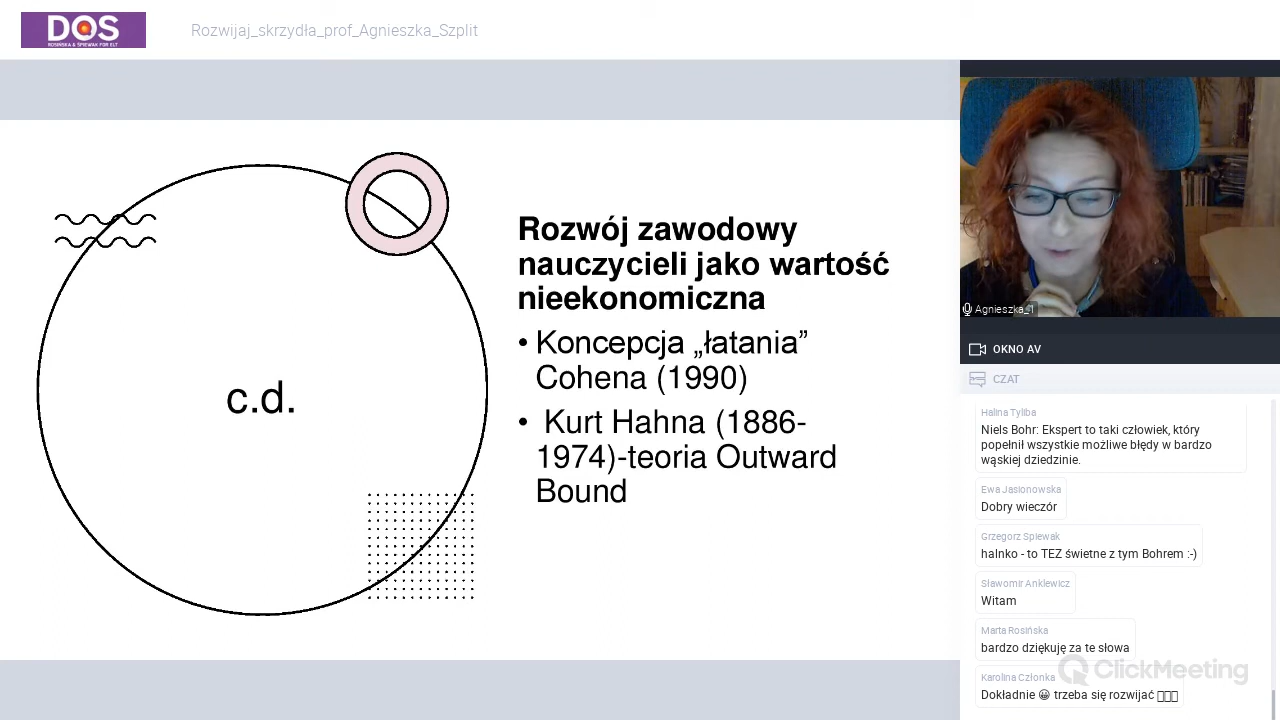 DOS
ROSIŃSKA & ŚPIEWAK FOR ELT
Rozwijaj_skrzydła_prof_Agnieszka_Szplit
c.d.
Rozwój zawodowy
nauczycieli jako wartość
nieekonomiczna
• Koncepcja „łatania”
Cohena (1990)
• Kurt Hahna (1886-
1974)-teoria Outward
Bound
Agnieszka_1
OKNO AV
CZAT
Halina Tyliba
Niels Bohr: Ekspert to taki człowiek, który
popełnił wszystkie możliwe błędy w bardzo
wąskiej dziedzinie.
Ewa Jasionowska
Dobry wieczór
Grzegorz Spiewak
halnko - to TEZ świetne z tym Bohrem :-)
Sławomir Anklewicz
Witam
Marta Rosińska
bardzo dziękuję za te słowa
ClickMeeting
Karolina Członka
Dokładnie 😀 trzeba się rozwijać